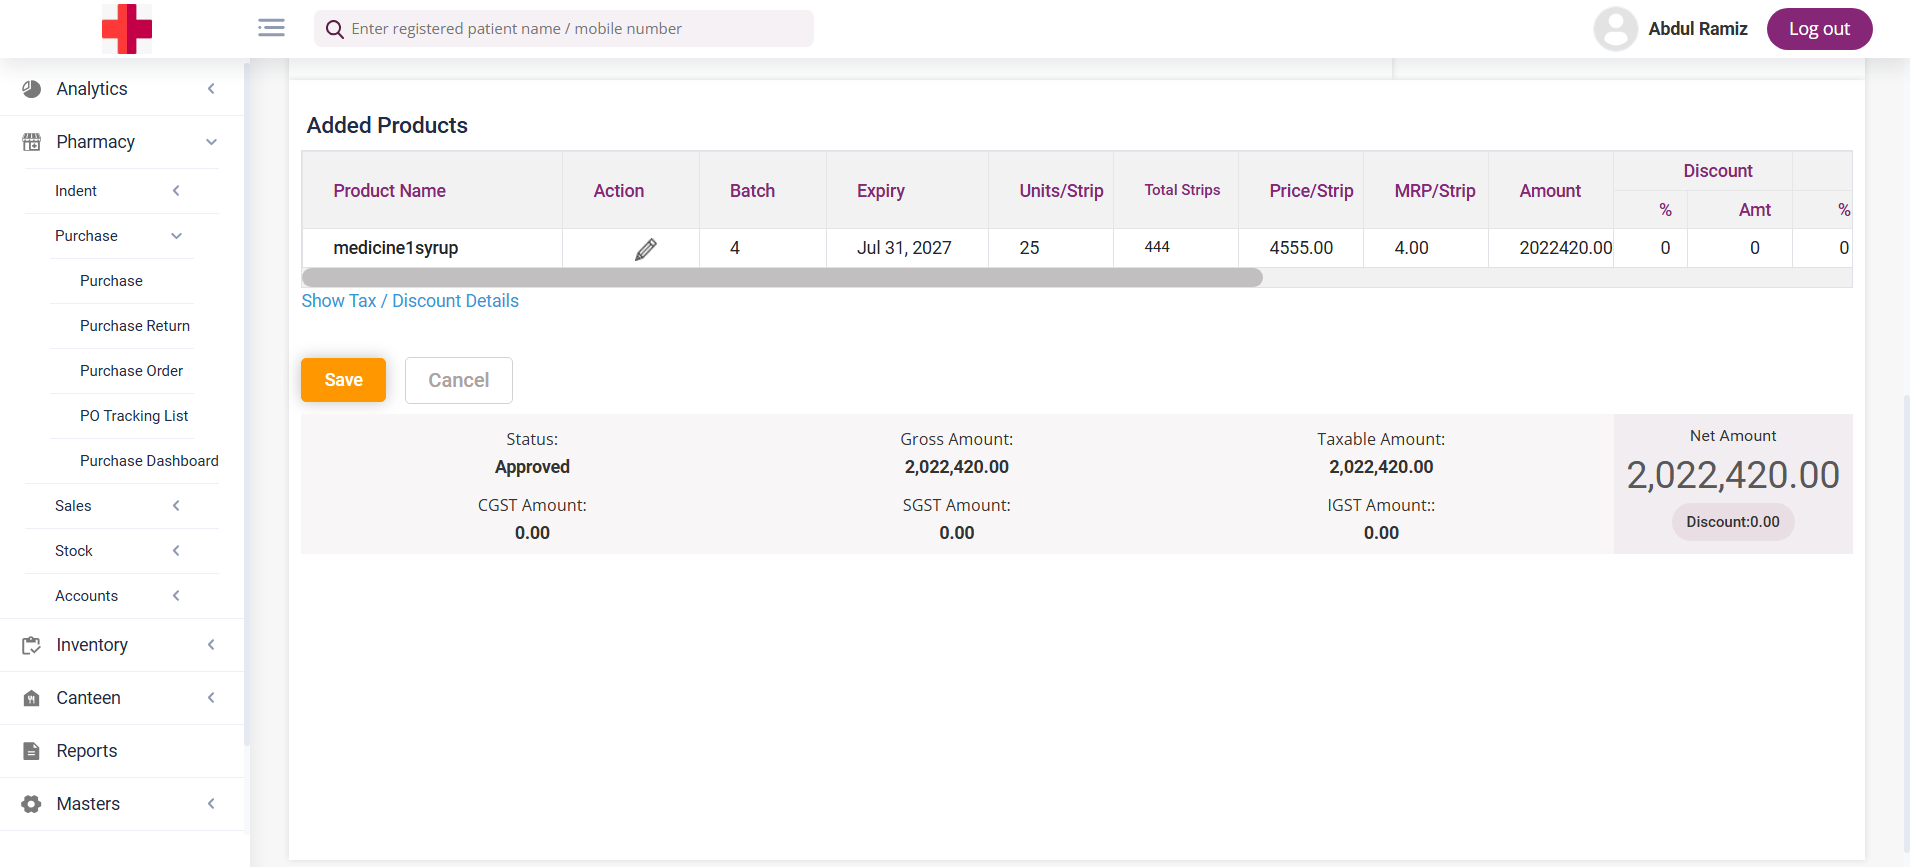 Enter registered patient name / mobile number
Abdul Ramiz
Log out
Analytics
Pharmacy
Indent
Purchase
Purchase
Purchase Return
Purchase Order
PO Tracking List
Purchase Dashboard
Sales
Stock
Accounts
Inventory
Canteen
Reports
Masters
Added Products
Product Name Action Batch Expiry Units/Strip Total Strips Price/Strip MRP/Strip Amount Discount
% Amt %
medicine1syrup 4 Jul 31, 2027 25 444 4555.00 4.00 2022420.00 0 0 0
Show Tax / Discount Details
Save Cancel
Status: Gross Amount: Taxable Amount: Net Amount
Approved 2,022,420.00 2,022,420.00 2,022,420.00
CGST Amount: SGST Amount: IGST Amount:: Discount:0.00
0.00 0.00 0.00